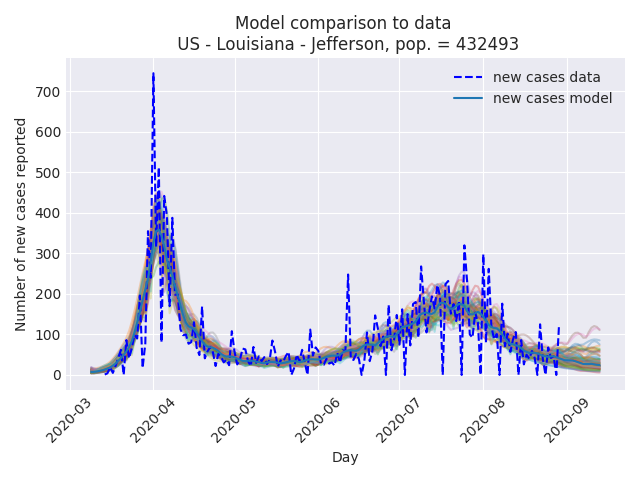 Model comparison to data
US - Louisiana - Jefferson, pop. = 432493
new cases data
new cases model
Number of new cases reported
700
600
500
400
300
200
100
0
2020-03
2020-04
2020-05
2020-06
2020-07
2020-08
2020-09
Day